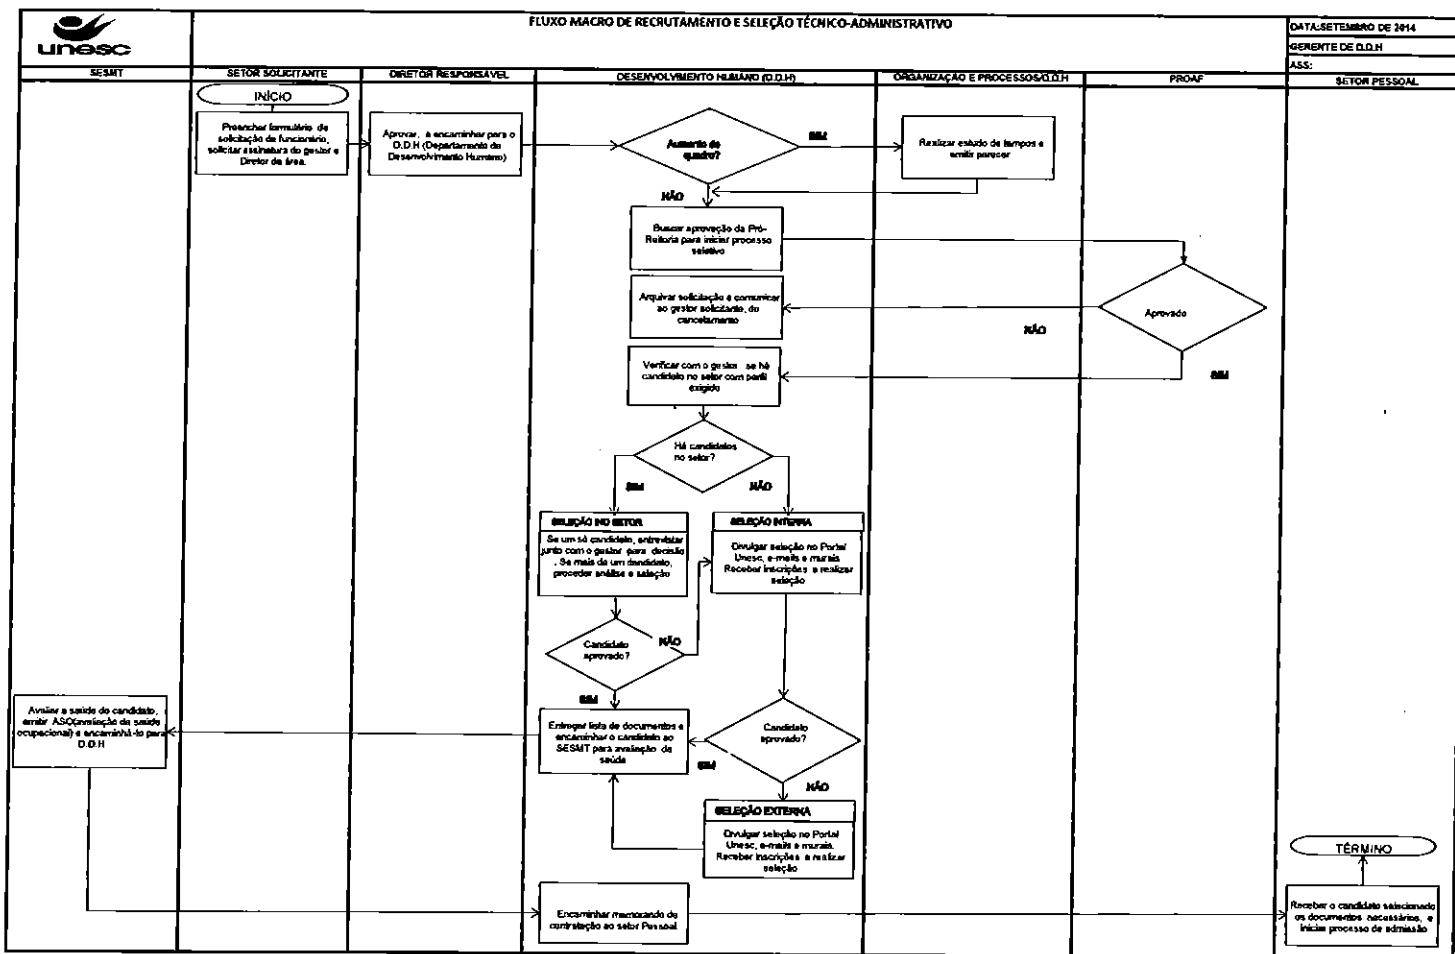 unesc
FLUXO MACRO DE RECRUTAMENTO E SELEÇÃO TÉCNICO-ADMINISTRATIVO
DATA:SETEMBRO DE 2014
GERENTE DE D.D.H
ASS:
SESMT
SETOR SOLICITANTE
DIRETOR RESPONSÁVEL
DESENVOLVIMENTO HUMANO (D.D.H)
ORGANIZAÇÃO E PROCESSOS/D.D.H
PROAF
SETOR PESSOAL
INÍCIO
Preencher formulário de
solicitação de funcionário,
solicitar assinatura do gestor e
Diretor de área.
Aprovar, e encaminhar para o
D.D.H (Departamento de
Desenvolvimento Humano)
Aumento de
quadro?
SIM
Realizar estudo de tempos e
emitir parecer
NÃO
Buscar aprovação da Pró-
Reitoria para iniciar processo
seletivo
Arquivar solicitação e comunicar
ao gestor solicitante, do
cancelamento
NÃO
Aprovado
Verificar com o gestor se há
candidato no setor com perfil
exigido
SIM
Há candidatos
no setor?
SIM
NÃO
SELEÇÃO NO SETOR
Se um só candidato, entrevistar
junto com o gestor para decisão
. Se mais de um candidato,
proceder análise e seleção
SELEÇÃO INTERNA
Divulgar seleção no Portal
Unesc, e-mails e murais.
Receber inscrições e realizar
seleção
Candidato
aprovado?
NÃO
SIM
Avaliar a saúde do candidato,
emitir ASO(avaliação de saúde
ocupacional) e encaminhá-lo para
D.D.H
Entregar lista de documentos e
encaminhar o candidato ao
SESMT para avaliação de
saúde
Candidato
aprovado?
SIM
NÃO
SELEÇÃO EXTERNA
Divulgar seleção no Portal
Unesc, e-mails e murais.
Receber inscrições e realizar
seleção
TÉRMINO
Encaminhar memorando de
contratação ao setor Pessoal
Receber o candidato selecionado
os documentos necessários, e
iniciar processo de admissão